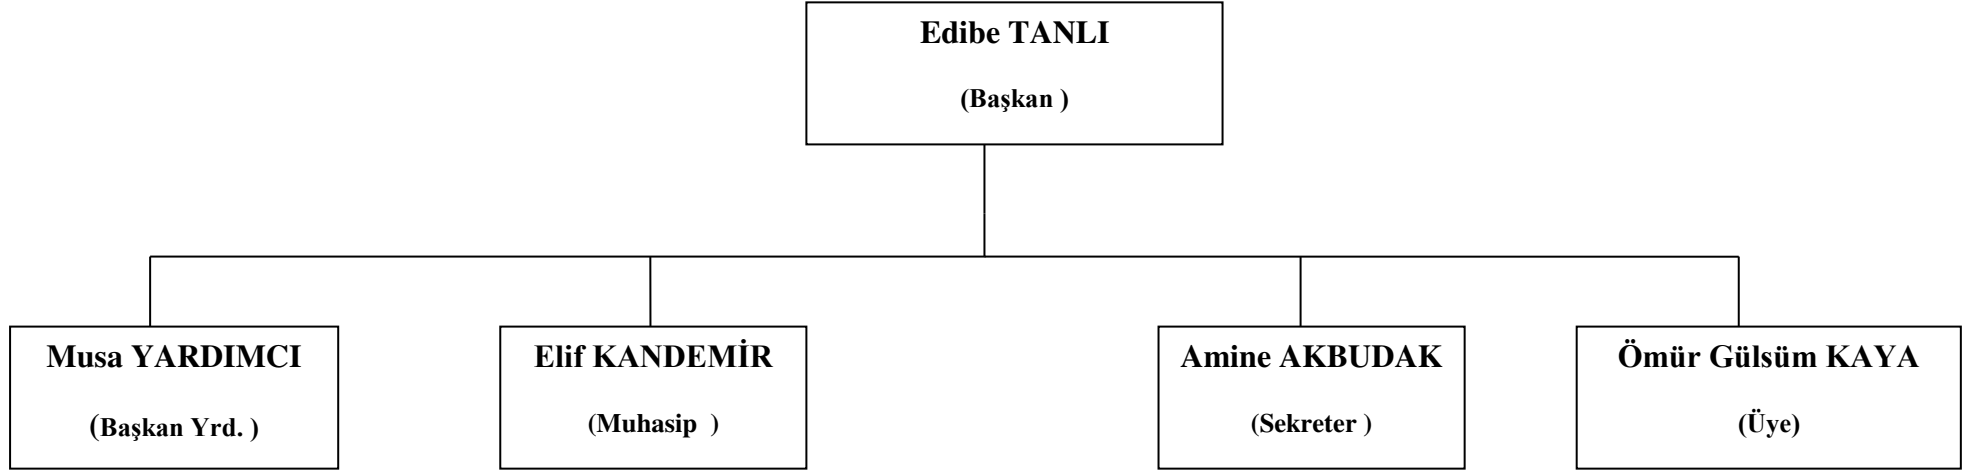 Edibe TANLI
(Başkan )
Musa YARDIMCI
(Başkan Yrd. )
Elif KANDEMİR
(Muhasip  )
Amine AKBUDAK
(Sekreter )
Ömür Gülsüm KAYA
(Üye)